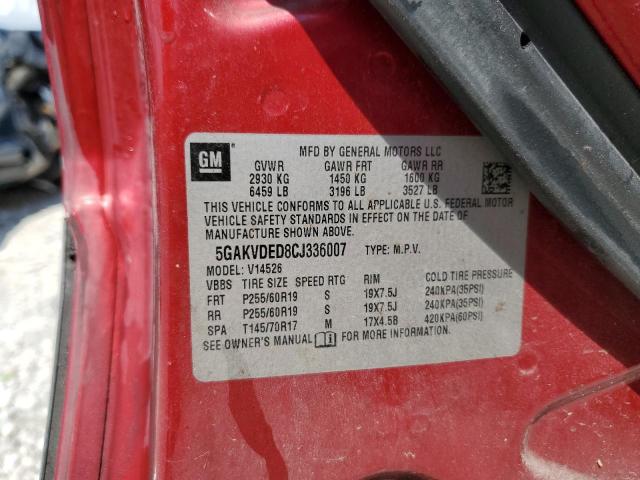 GM
MFD BY GENERAL MOTORS LLC
GVWR GAWR FRT GAWR RR
2930 KG 1450 KG 1600 KG
6459 LB 3196 LB 3527 LB
THIS VEHICLE CONFORMS TO ALL APPLICABLE U.S. FEDERAL MOTOR
VEHICLE SAFETY STANDARDS IN EFFECT ON THE DATE OF
MANUFACTURE SHOWN ABOVE.
5GAKVDED8CJ336007 TYPE: M.P.V.
MODEL: V14526
VBBS TIRE SIZE SPEED RTG RIM COLD TIRE PRESSURE
FRT P255/60R19 S 19X7.5J 240KPA(35PSI)
RR P255/60R19 S 19X7.5J 240KPA(35PSI)
SPA T145/70R17 M 17X4.5B 420KPA(60PSI)
SEE OWNER'S MANUAL FOR MORE INFORMATION.